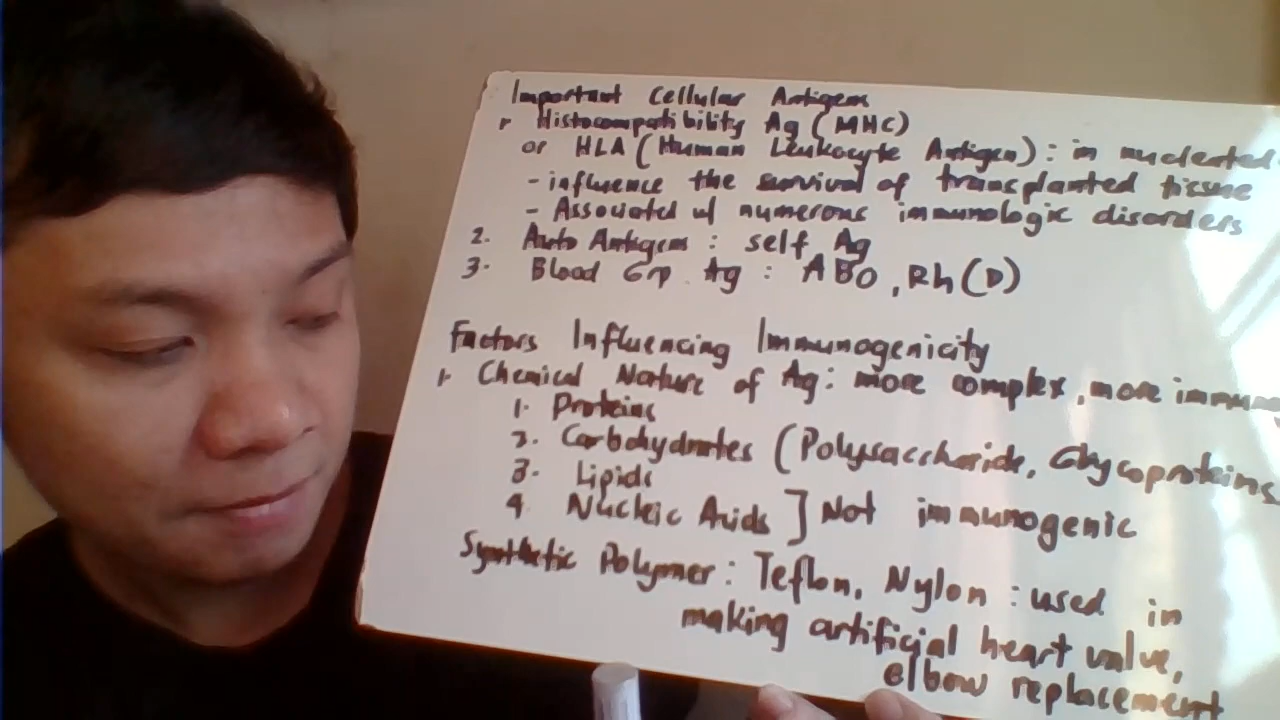 Important Cellular Antigens
1. Histocompatibility Ag (MHC)
or HLA (Human Leukocyte Antigen) : in nucleated
- influence the survival of transplanted tissue
- Associated w/ numerous immunologic disorders
2. Auto Antigens : self Ag
3. Blood Grp Ag : ABO, Rh (D)
Factors Influencing Immunogenicity
1. Chemical Nature of Ag : more complex, more
1. Proteins
2. Carbohydrates (Polysaccharide, Glycoproteins
3. Lipids
4. Nucleic Acids ] Not immunogenic
Synthetic Polymer : Teflon, Nylon : used in
making artificial heart valve,
elbow replacement